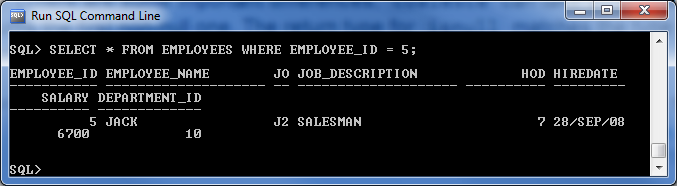 Run SQL Command Line
SQL> SELECT * FROM EMPLOYEES WHERE EMPLOYEE_ID = 5;
EMPLOYEE_ID EMPLOYEE_NAME JO JOB_DESCRIPTION HOD HIREDATE
----------- -------------------- -- -------------------- ---------- ---------
SALARY DEPARTMENT_ID
---------- -------------
5 JACK J2 SALESMAN 7 28/SEP/08
6700 10
SQL>